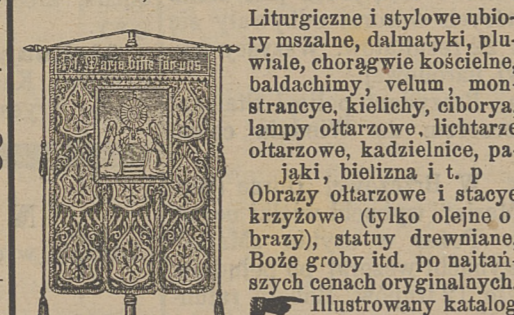 H. Maria bitte für uns.
Liturgiczne i stylowe ubio-
ry mszalne, dalmatyki, plu-
wiale, chorągwie kościelne,
baldachimy, velum, mon-
strancye, kielichy, ciborya,
lampy ołtarzowe, lichtarze
ołtarzowe, kadzielnice, pa-
jąki, bielizna i t. p
Obrazy ołtarzowe i stacye
krzyżowe (tylko olejne o
brazy), statuy drewniane,
Boże groby itd. po najtań-
szych cenach oryginalnych.
Illustrowany katalog